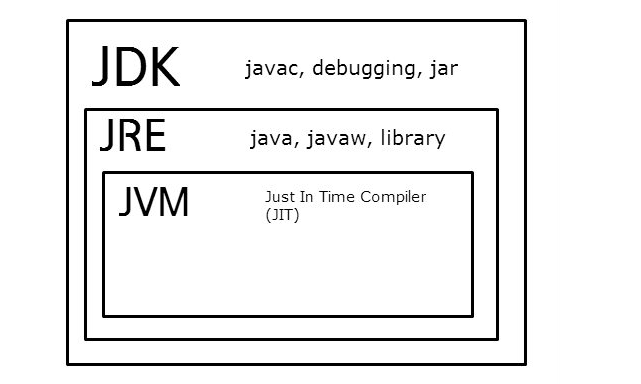 JDK javac, debugging, jar
JRE java, javaw, library
JVM Just In Time Compiler
(JIT)